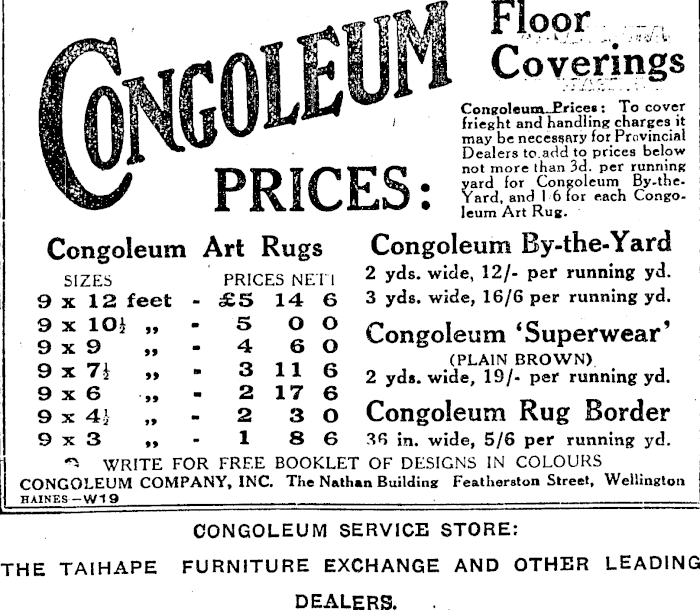 CONGOLEUM
PRICES:
Floor
Coverings
Congoleum Prices: To cover
frieght and handling charges it
may be necessary for Provincial
Dealers to add to prices below
not more than 3d. per running
yard for Congoleum By-the-
Yard, and 1 6 for each Congo-
leum Art Rug.
Congoleum Art Rugs
SIZES PRICES NETT
9 x 12 feet - £5 14 6
9 x 10½ „ - 5 0 0
9 x 9 „ - 4 6 0
9 x 7½ „ - 3 11 6
9 x 6 „ - 2 17 6
9 x 4½ „ - 2 3 0
9 x 3 „ - 1 8 6
Congoleum By-the-Yard
2 yds. wide, 12/- per running yd.
3 yds. wide, 16/6 per running yd.
Congoleum ‘Superwear’
(PLAIN BROWN)
2 yds. wide, 19/- per running yd.
Congoleum Rug Border
36 in. wide, 5/6 per running yd.
WRITE FOR FREE BOOKLET OF DESIGNS IN COLOURS
CONGOLEUM COMPANY, INC. The Nathan Building Featherston Street, Wellington
HAINES—W19
CONGOLEUM SERVICE STORE:
THE TAIHAPE FURNITURE EXCHANGE AND OTHER LEADING
DEALERS.